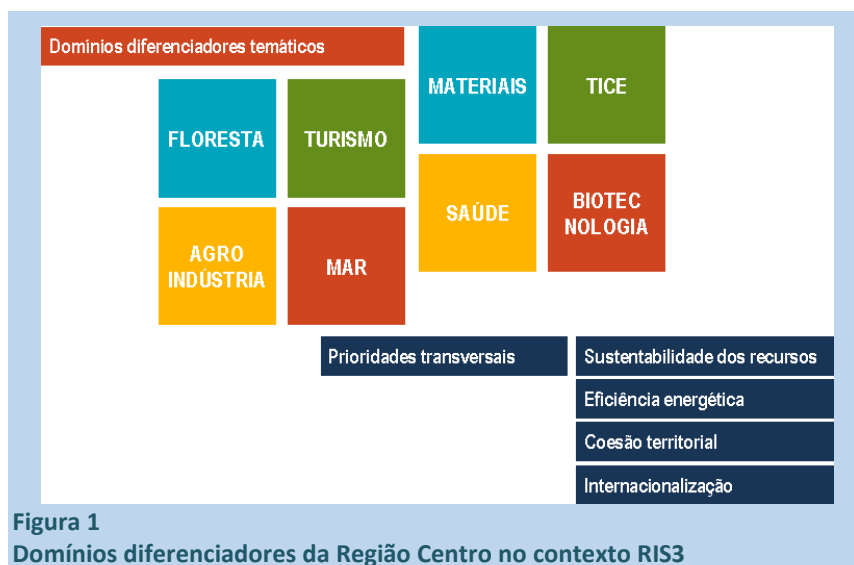 Domínios diferenciadores temáticos
MATERIAIS
TICE
FLORESTA
TURISMO
SAÚDE
BIOTEC
NOLOGIA
AGRO
INDÚSTRIA
MAR
Prioridades transversais
Sustentabilidade dos recursos
Eficiência energética
Coesão territorial
Internacionalização
Figura 1
Domínios diferenciadores da Região Centro no contexto RIS3